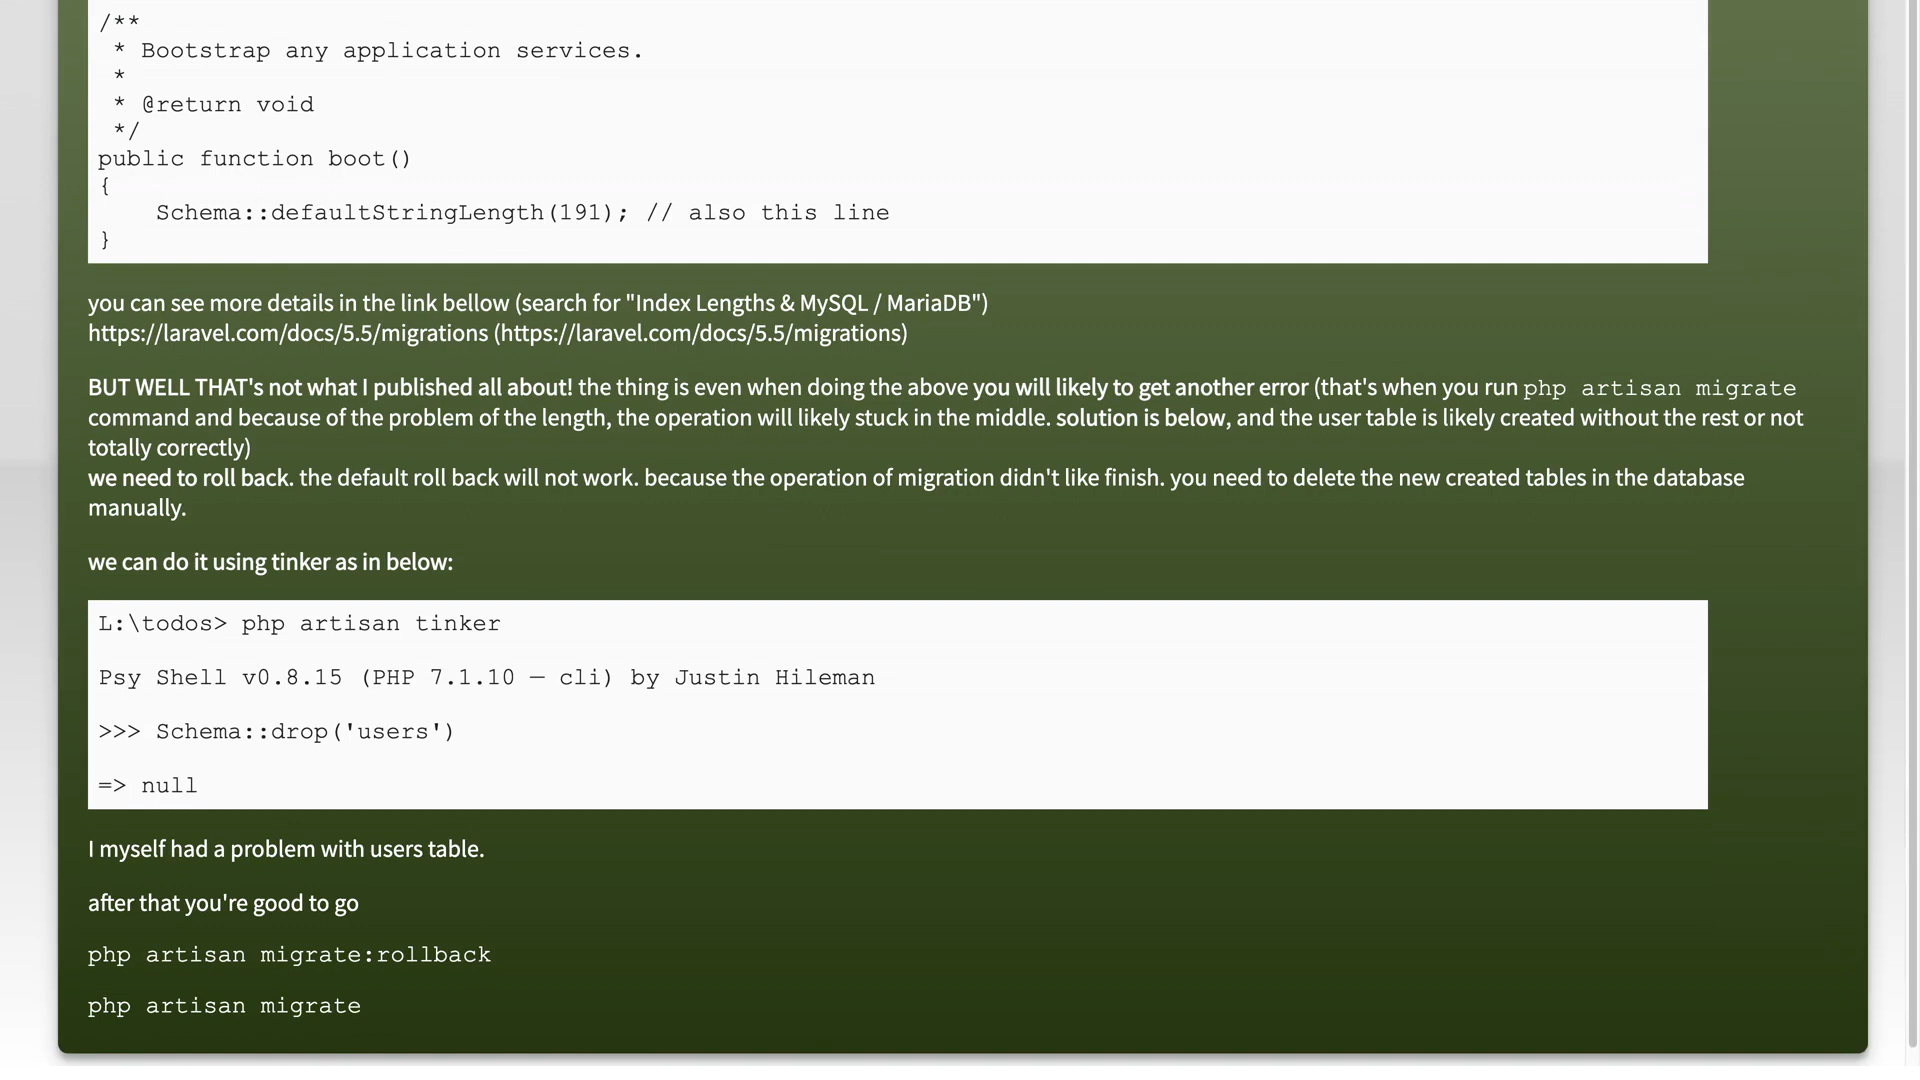 /**
 * Bootstrap any application services.
 *
 * @return void
 */
public function boot()
{
    Schema::defaultStringLength(191); // also this line
}
you can see more details in the link bellow (search for "Index Lengths & MySQL / MariaDB")
https://laravel.com/docs/5.5/migrations (https://laravel.com/docs/5.5/migrations)
BUT WELL THAT's not what I published all about! the thing is even when doing the above you will likely to get another error (that's when you run php artisan migrate
command and because of the problem of the length, the operation will likely stuck in the middle. solution is below, and the user table is likely created without the rest or not
totally correctly)
we need to roll back. the default roll back will not work. because the operation of migration didn't like finish. you need to delete the new created tables in the database
manually.
we can do it using tinker as in below:
L:\todos> php artisan tinker
Psy Shell v0.8.15 (PHP 7.1.10 — cli) by Justin Hileman
>>> Schema::drop('users')
=> null
I myself had a problem with users table.
after that you're good to go
php artisan migrate:rollback
php artisan migrate